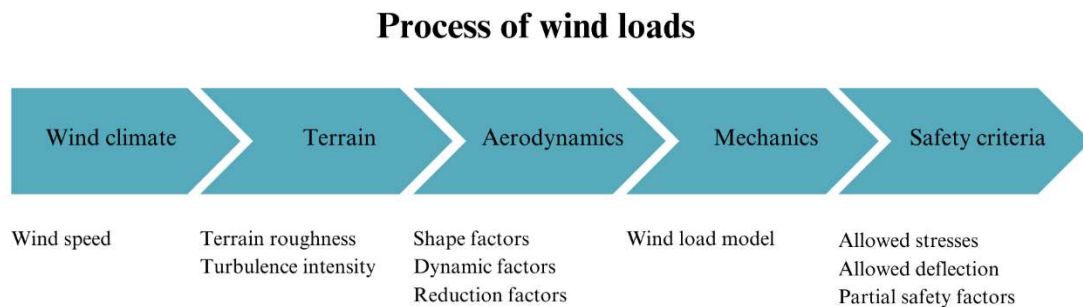 Process of wind loads
Wind climate
Terrain
Aerodynamics
Mechanics
Safety criteria
Wind speed
Terrain roughness
Turbulence intensity
Shape factors
Dynamic factors
Reduction factors
Wind load model
Allowed stresses
Allowed deflection
Partial safety factors